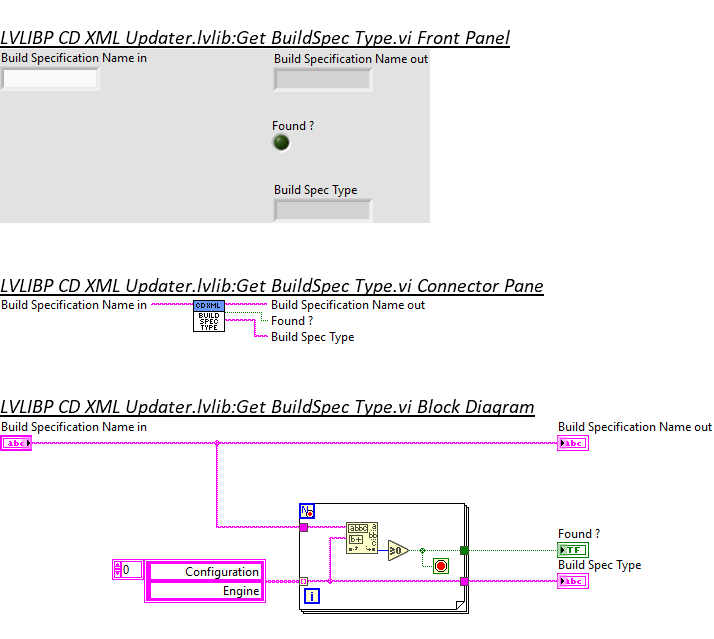 LVLIBP CD XML Updater.lvlib:Get BuildSpec Type.vi Front Panel
Build Specification Name in
Build Specification Name out
Found ?
Build Spec Type
LVLIBP CD XML Updater.lvlib:Get BuildSpec Type.vi Connector Pane
Build Specification Name in
CDXML
BUILD
SPEC
TYPE
Build Specification Name out
Found ?
Build Spec Type
LVLIBP CD XML Updater.lvlib:Get BuildSpec Type.vi Block Diagram
Build Specification Name in
abc
Build Specification Name out
abc
N
abbc
b+
≥0
Found ?
TF
Build Spec Type
abc
0
Configuration
Engine
i